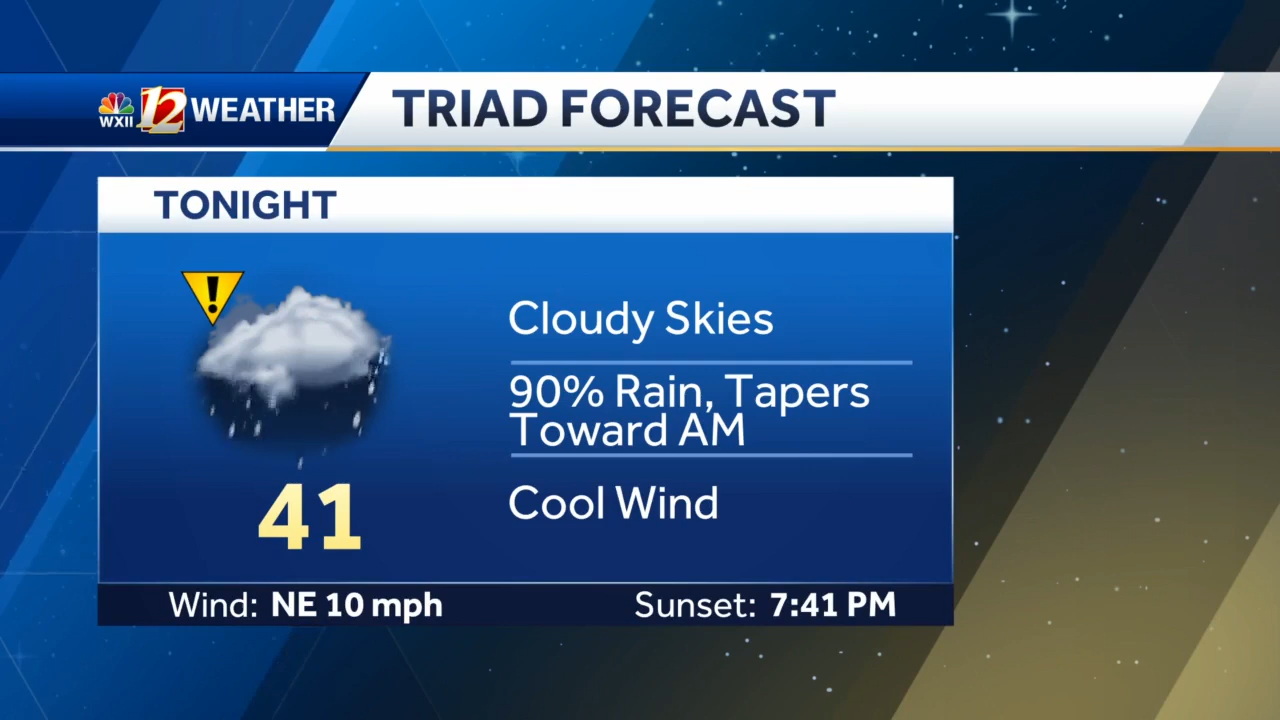 WXII 12 WEATHER
TRIAD FORECAST
TONIGHT
!
Cloudy Skies
90% Rain, Tapers
Toward AM
Cool Wind
41
Wind: NE 10 mph
Sunset: 7:41 PM